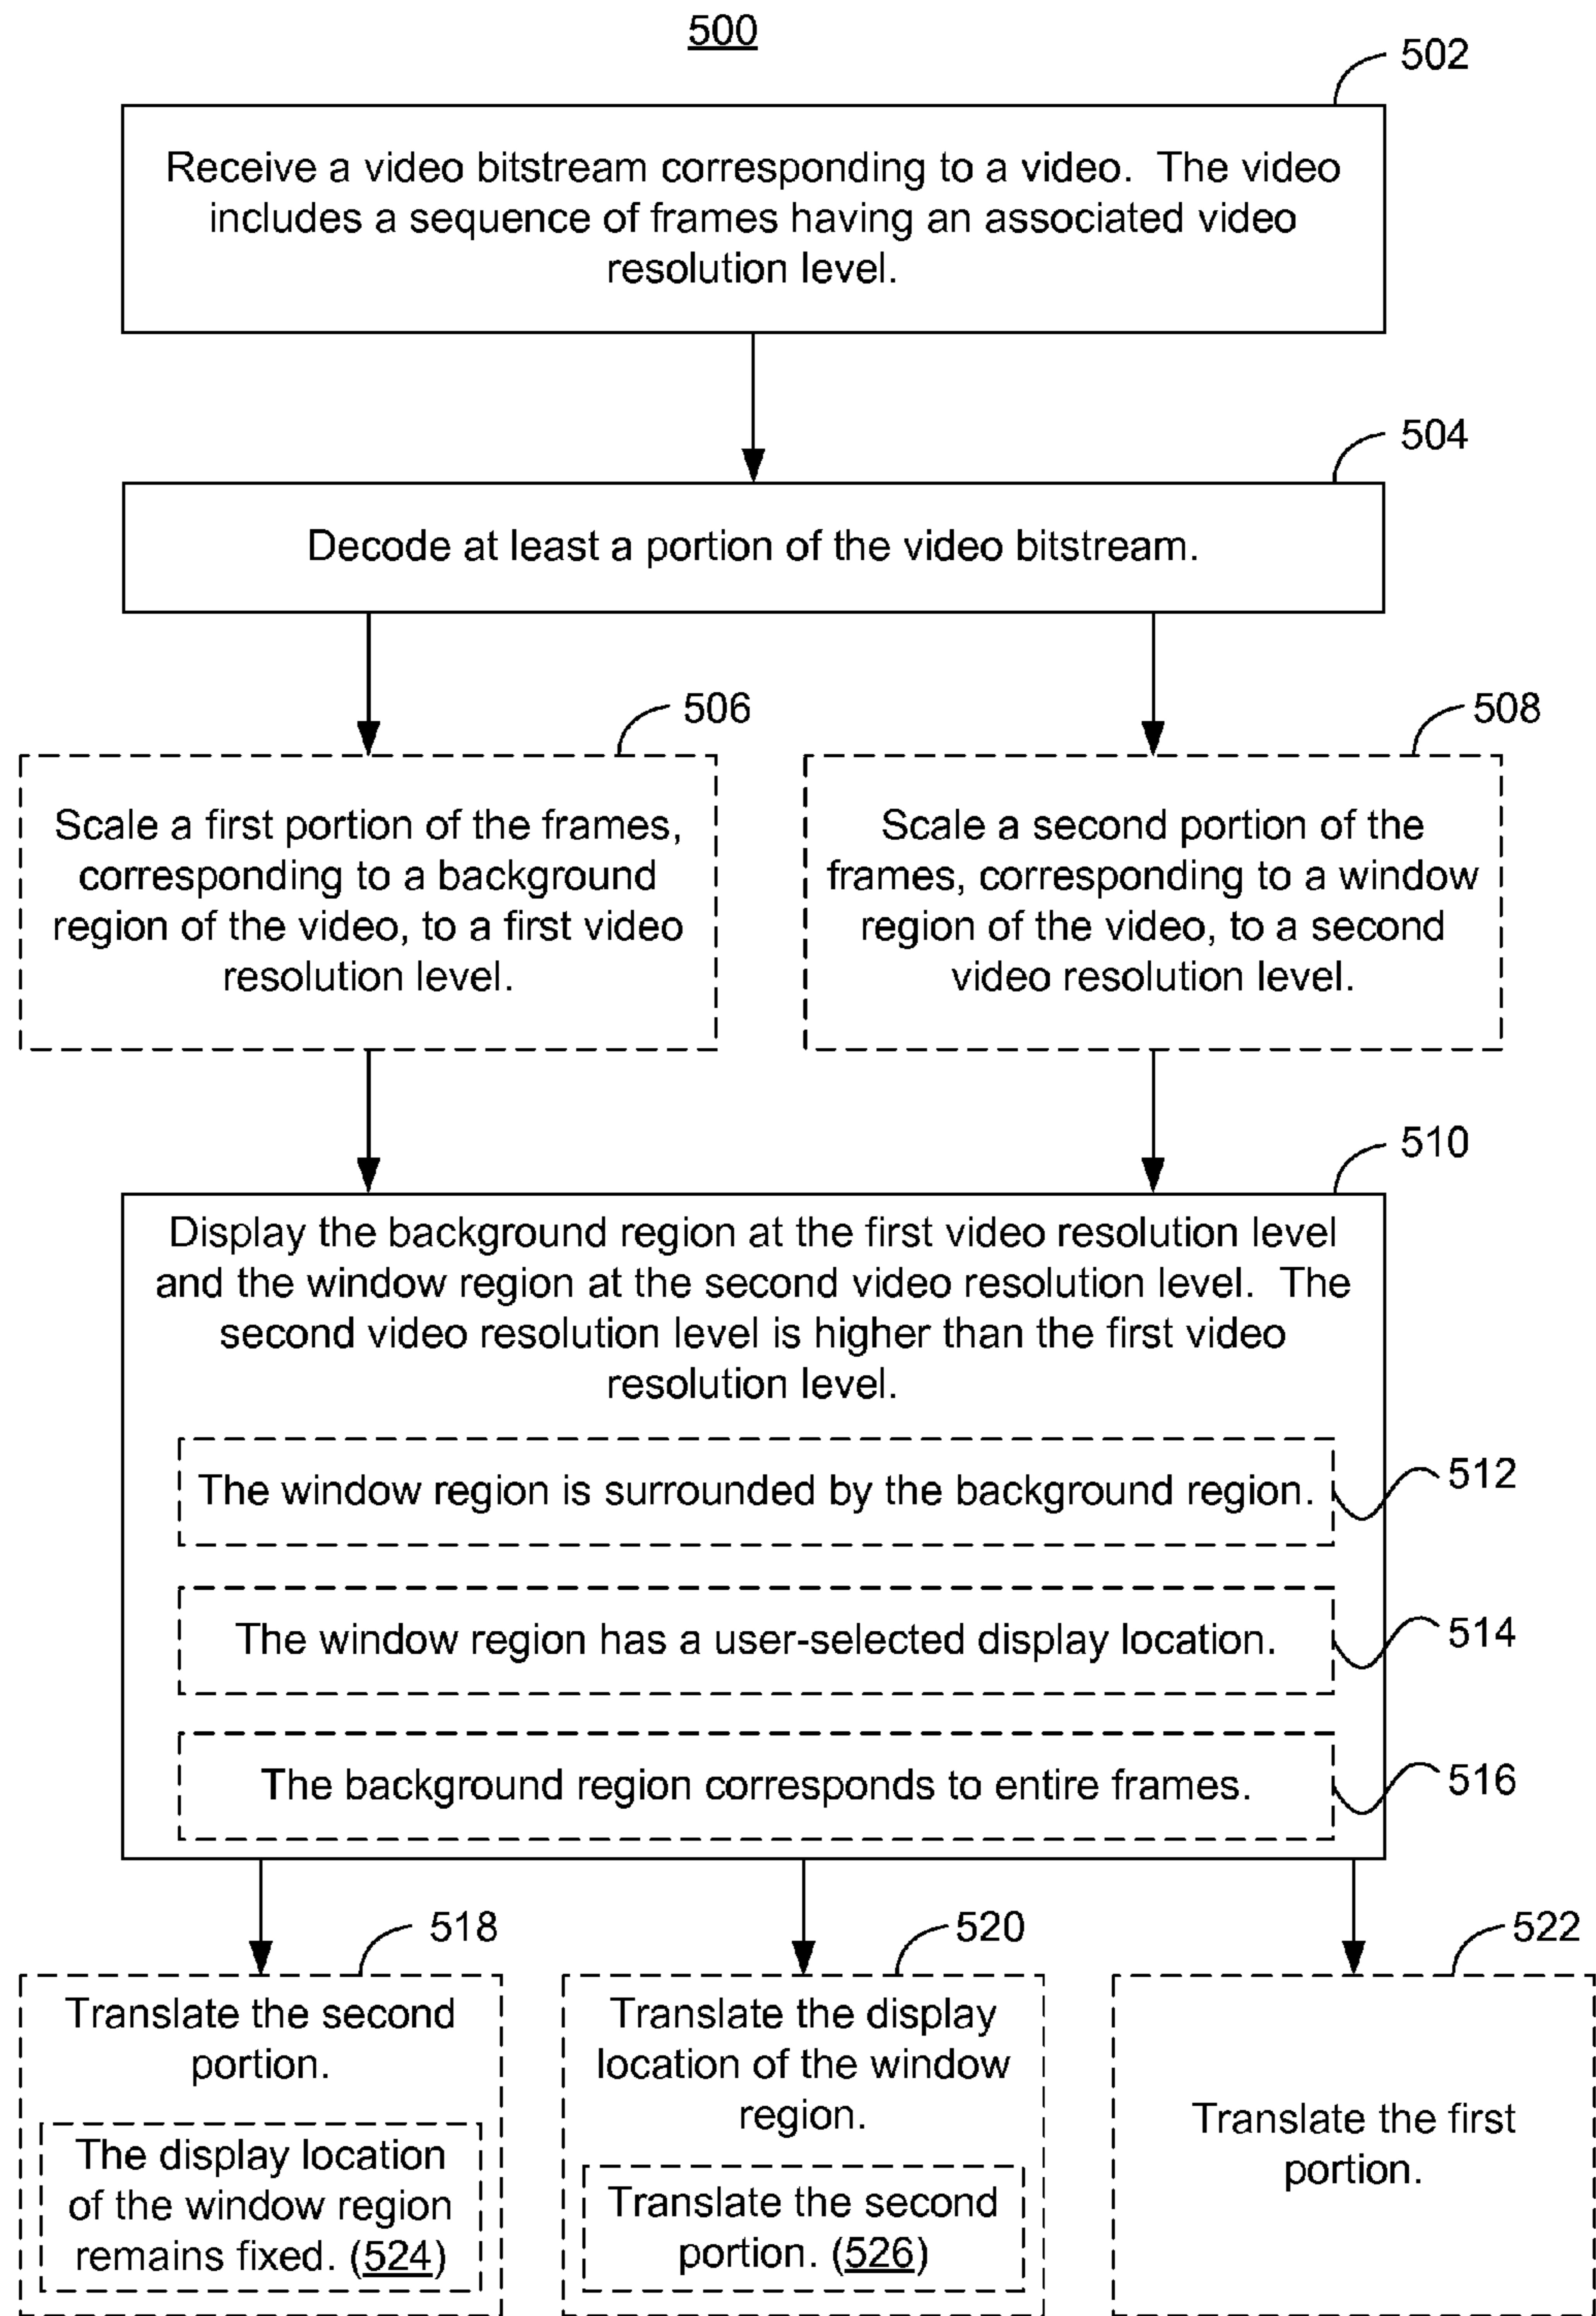 500
502
Receive a video bitstream corresponding to a video. The video
includes a sequence of frames having an associated video
resolution level.
504
Decode at least a portion of the video bitstream.
506
Scale a first portion of the frames,
corresponding to a background
region of the video, to a first video
resolution level.
508
Scale a second portion of the
frames, corresponding to a window
region of the video, to a second
video resolution level.
510
Display the background region at the first video resolution level
and the window region at the second video resolution level. The
second video resolution level is higher than the first video
resolution level.
The window region is surrounded by the background region.
512
The window region has a user-selected display location.
514
The background region corresponds to entire frames.
516
518
Translate the second
portion.
The display location
of the window region
remains fixed. (524)
520
Translate the display
location of the window
region.
Translate the second
portion. (526)
522
Translate the first
portion.